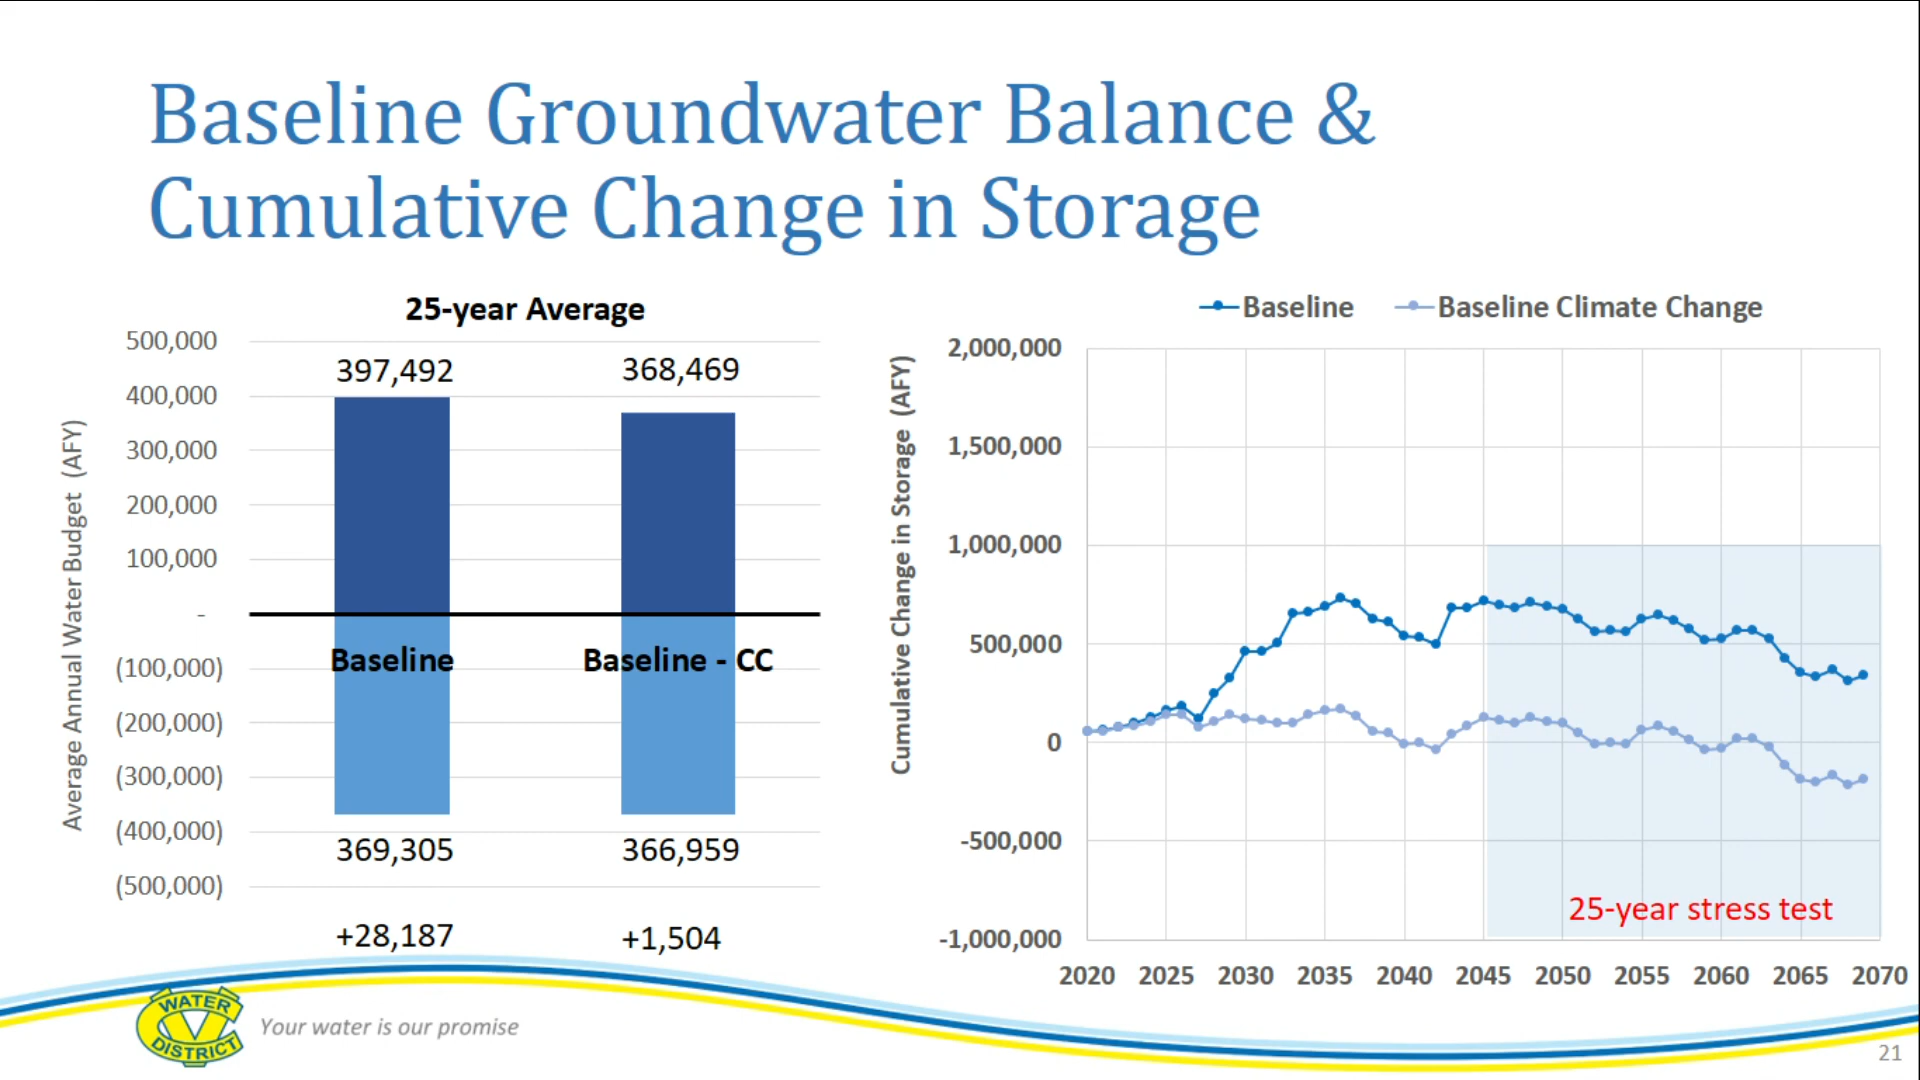 Baseline Groundwater Balance &
Cumulative Change in Storage
25-year Average
Average Annual Water Budget (AFY)
500,000
400,000
300,000
200,000
100,000
-
(100,000)
(200,000)
(300,000)
(400,000)
(500,000)
397,492
368,469
Baseline
Baseline - CC
369,305
366,959
+28,187
+1,504
Baseline
Baseline Climate Change
Cumulative Change in Storage (AFY)
2,000,000
1,500,000
1,000,000
500,000
0
-500,000
-1,000,000
25-year stress test
2020 2025 2030 2035 2040 2045 2050 2055 2060 2065 2070
WATER
CV
DISTRICT
Your water is our promise
21